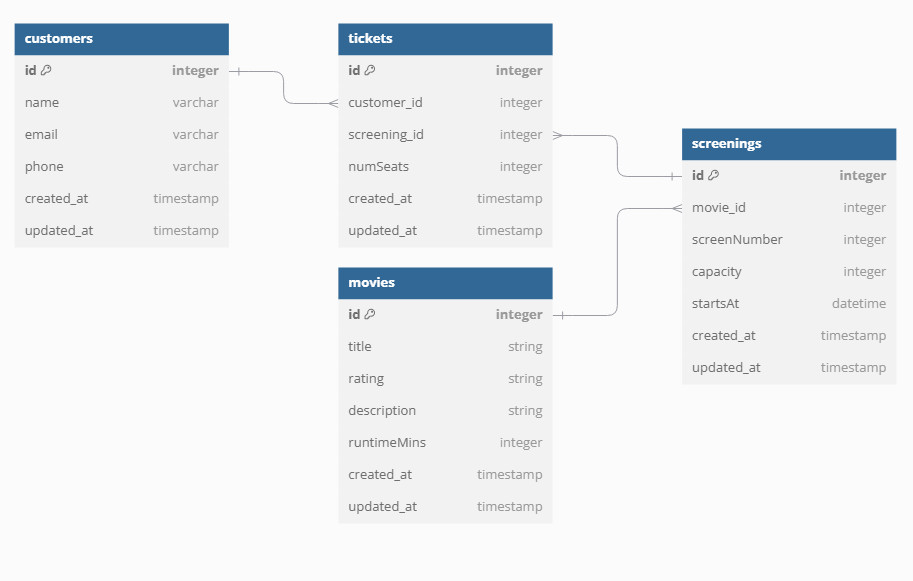 customers
id integer
name varchar
email varchar
phone varchar
created_at timestamp
updated_at timestamp
tickets
id integer
customer_id integer
screening_id integer
numSeats integer
created_at timestamp
updated_at timestamp
movies
id integer
title string
rating string
description string
runtimeMins integer
created_at timestamp
updated_at timestamp
screenings
id integer
movie_id integer
screenNumber integer
capacity integer
startsAt datetime
created_at timestamp
updated_at timestamp